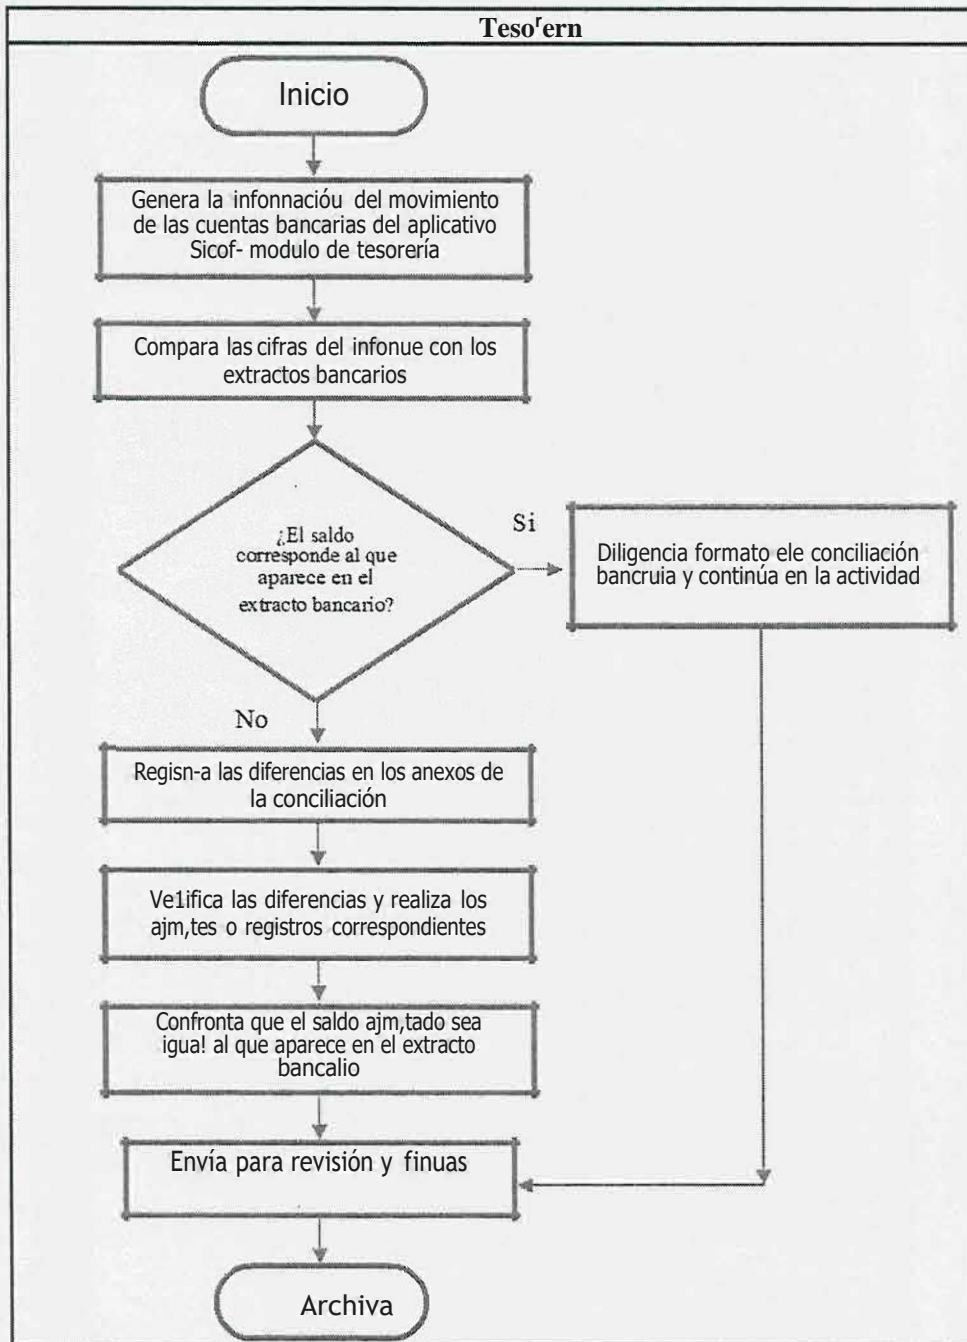 Teso'ern
Inicio
Genera la infonnacióu del movimiento
de las cuentas bancarias del aplicativo
Sicof- modulo de tesorería
Compara las cifras del infonue con los
extractos bancarios
¿El saldo
corresponde al que
aparece en el
extracto bancario?
Si
Diligencia formato ele conciliación
bancruia y continúa en la actividad
No
Regisn-a las diferencias en los anexos de
la conciliación
Ve1ifica las diferencias y realiza los
ajm,tes o registros correspondientes
Confronta que el saldo ajm,tado sea
igua! al que aparece en el extracto
bancalio
Envía para revisión y finuas
Archiva